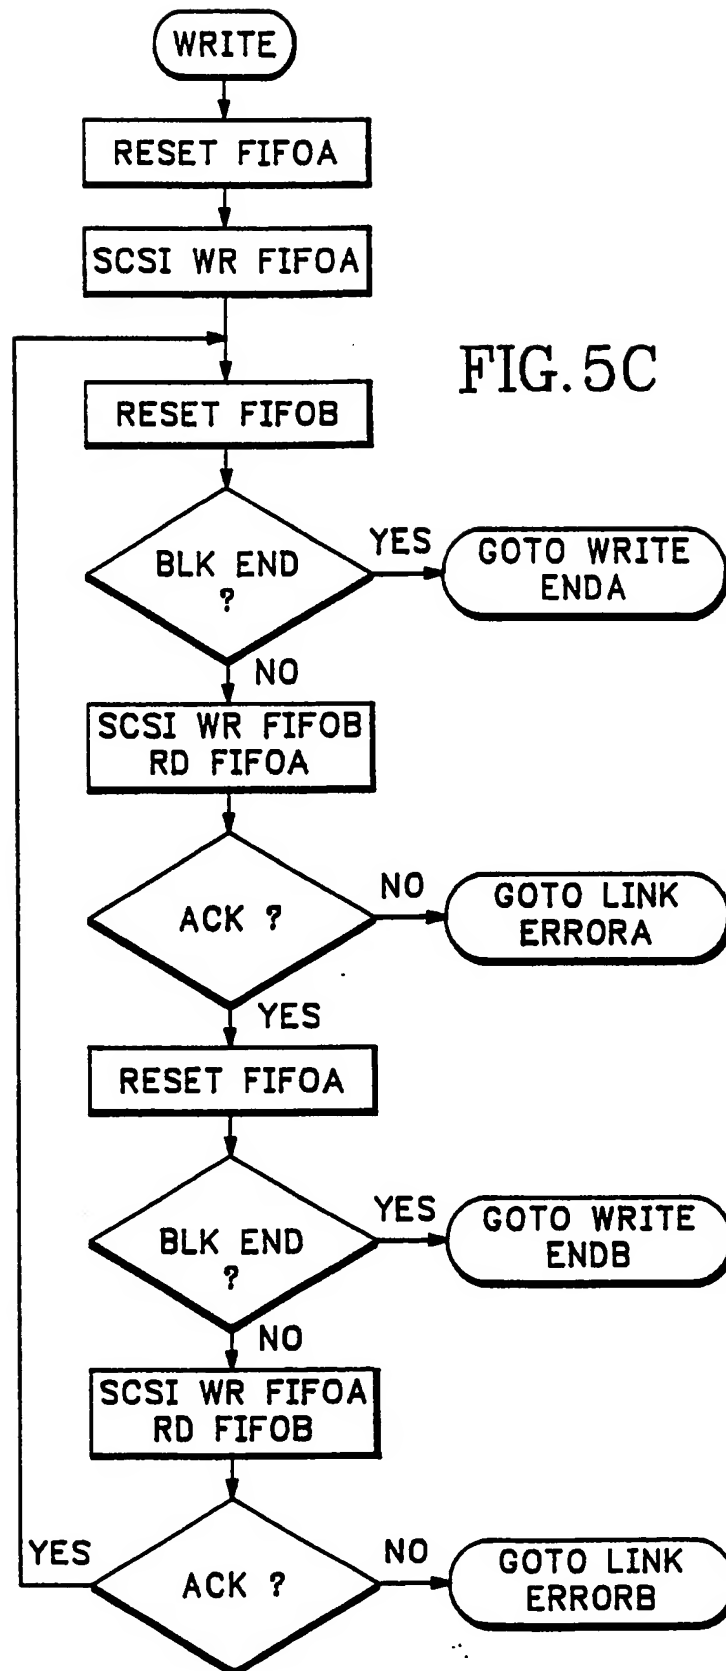 WRITE
RESET FIFOA
SCSI WR FIFOA
FIG. 5C
RESET FIFOB
BLK END
?
YES
GOTO WRITE
ENDA
NO
SCSI WR FIFOB
RD FIFOA
ACK ?
NO
GOTO LINK
ERRORA
YES
RESET FIFOA
BLK END
?
YES
GOTO WRITE
ENDB
NO
SCSI WR FIFOA
RD FIFOB
YES
ACK ?
NO
GOTO LINK
ERRORB